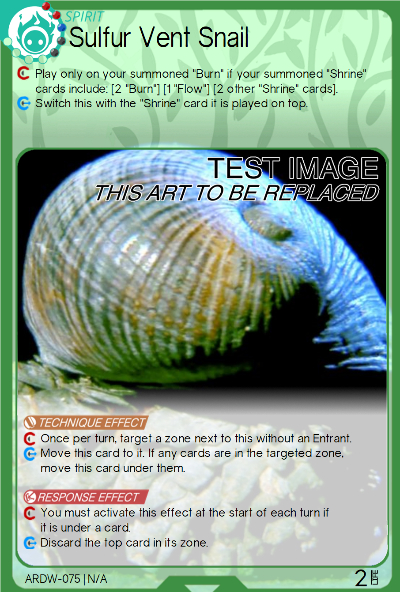 SPIRIT
Sulfur Vent Snail
C Play only on your summoned "Burn" if your summoned "Shrine"
cards include: [2 "Burn"] [1 "Flow"] [2 other "Shrine" cards].
E Switch this with the "Shrine" card if it is played on top.
TEST IMAGE
THIS ART TO BE REPLACED
TECHNIQUE EFFECT
C Once per turn, target a zone next to this without an Entrant.
E Move this card to it. If any cards are in the targeted zone,
move this card under them.
RESPONSE EFFECT
C You must activate this effect at the start of each turn if
it is under a card.
E Discard the top card in its zone.
ARDW-075|N/A
2 LIFE